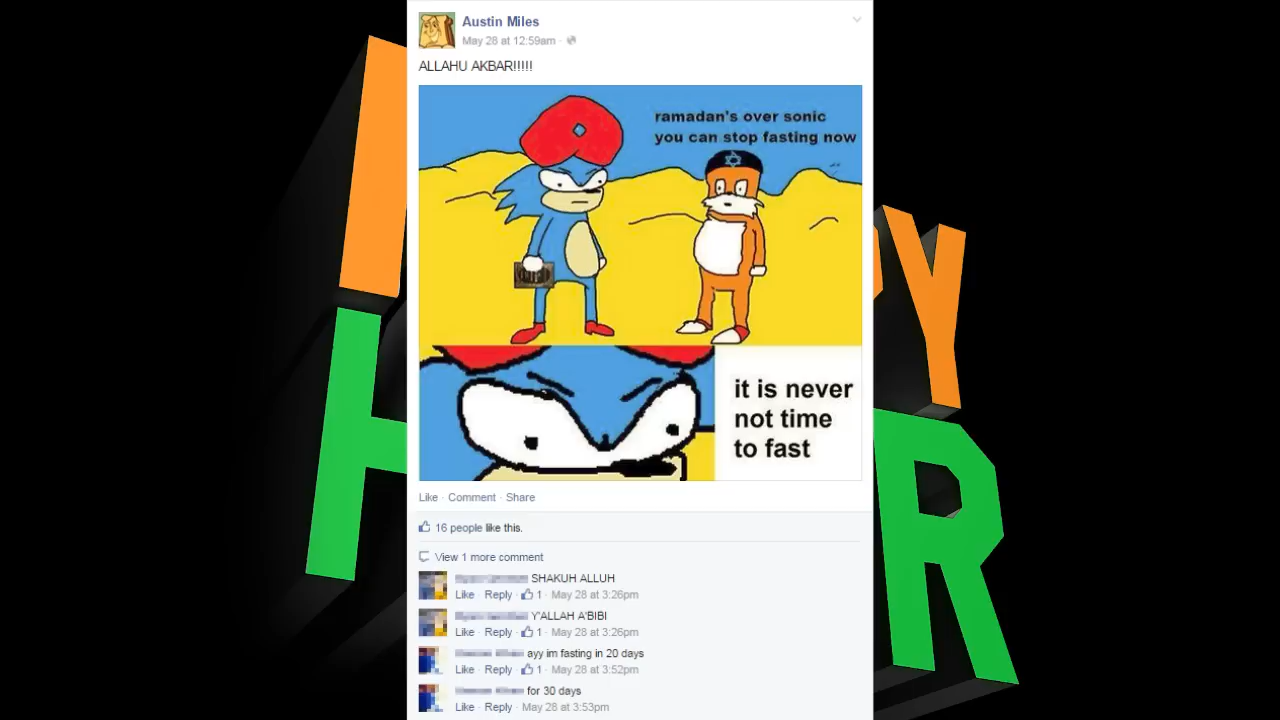 Austin Miles
May 28 at 12:59am ·
ALLAHU AKBAR!!!!!
ramadan's over sonic
you can stop fasting now
it is never
not time
to fast
Like · Comment · Share
16 people like this.
View 1 more comment
SHAKUH ALLUH
Like · Reply · 1 · May 28 at 3:26pm
Y'ALLAH A'BIBI
Like · Reply · 1 · May 28 at 3:26pm
ayy im fasting in 20 days
Like · Reply · 1 · May 28 at 3:52pm
for 30 days
Like · Reply · May 28 at 3:53pm